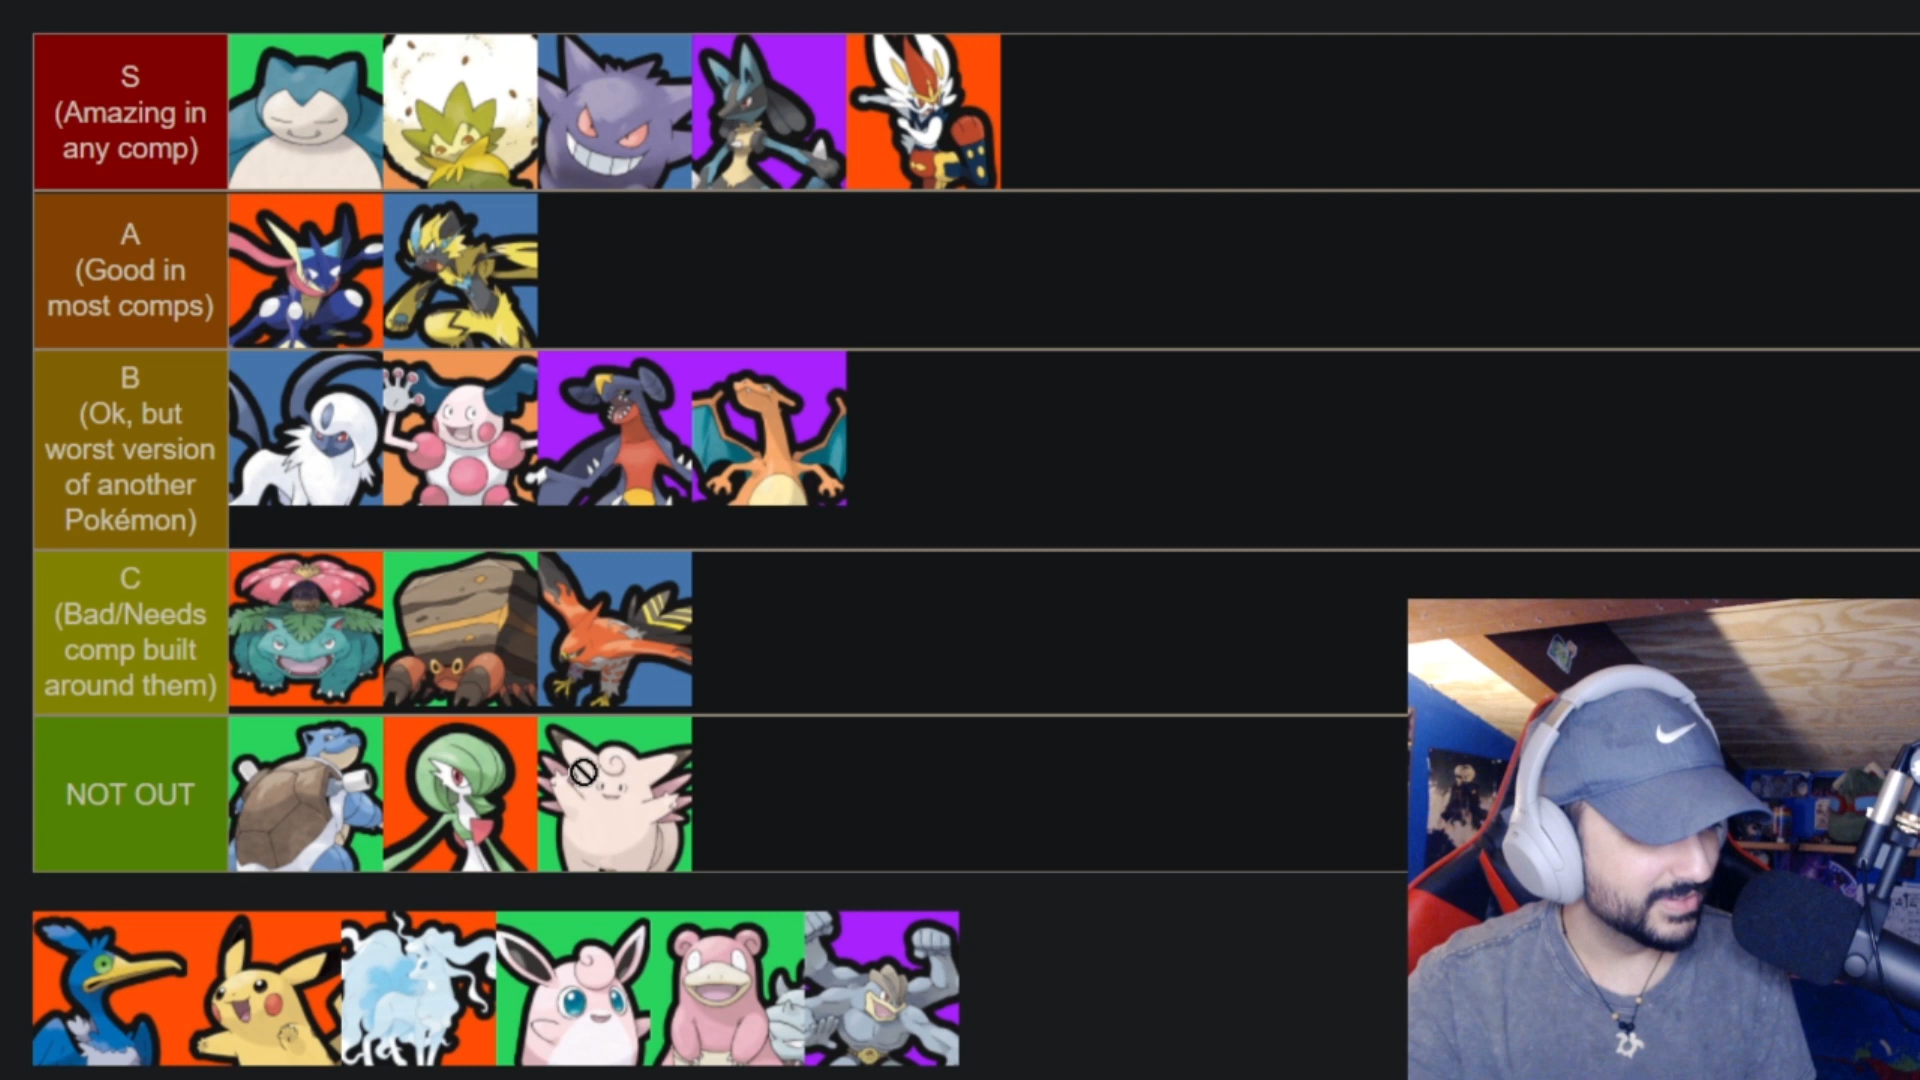 S
(Amazing in
any comp)
A
(Good in
most comps)
B
(Ok, but
worst version
of another
Pokémon)
C
(Bad/Needs
comp built
around them)
NOT OUT